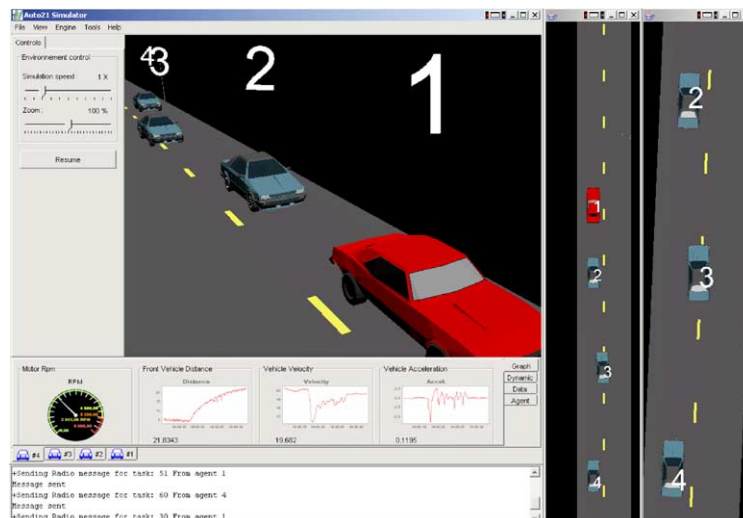 Auto21 Simulator
File View Engine Tools Help
Controls
Environnement control
Simulation speed : 1 X
Zoom : 100 %
Resume
4 3 2 1
1
2
3
4
2
3
4
Motor Rpm
RPM
Front Vehicle Distance
Distance
21,8343
Vehicle Velocity
Velocity
19,682
Vehicle Acceleration
Accel.
0,1195
Graph
Dynamic
Data
Agent
#4 #3 #2 #1
+Sending Radio message for task: 51 From agent 1
Message sent
+Sending Radio message for task: 60 From agent 4
Message sent
+Sending Radio message for task: 30 From agent 1